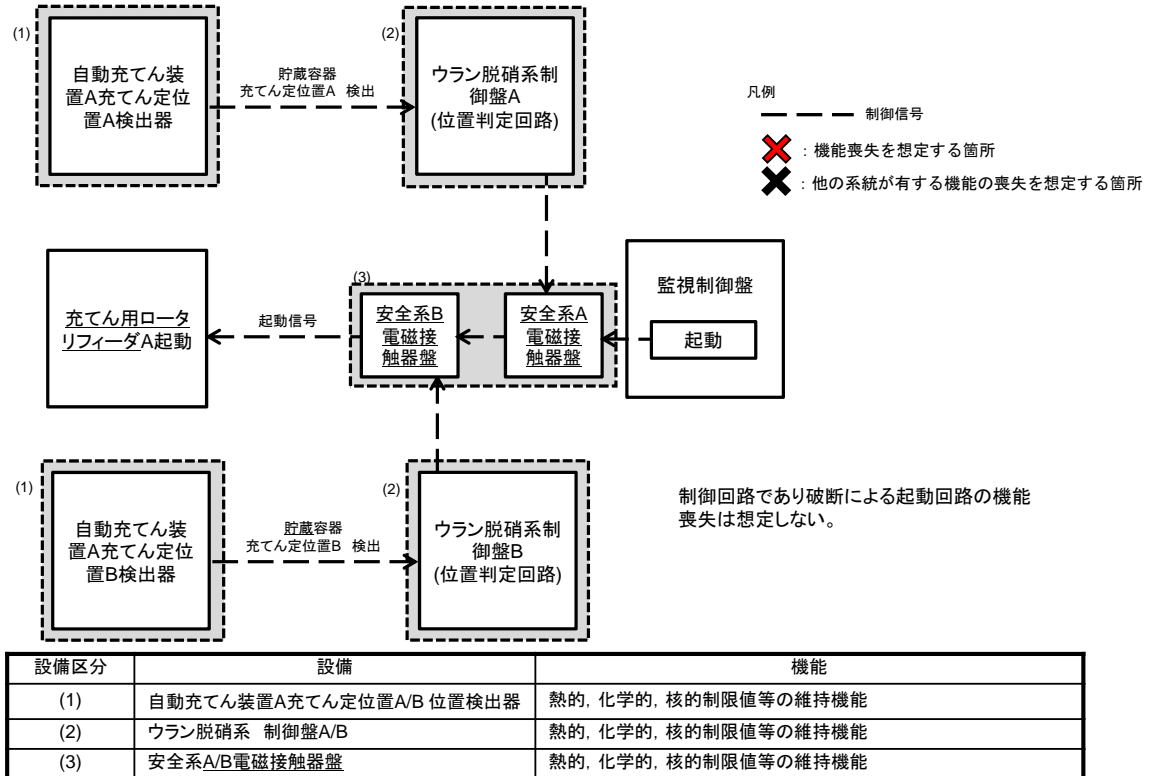 (1)
自動充てん装
置A充てん定位
置A検出器
貯蔵容器
充てん定位置A 検出
(2)
ウラン脱硝系制
御盤A
(位置判定回路)
凡例
制御信号
：機能喪失を想定する箇所
：他の系統が有する機能の喪失を想定する箇所
充てん用ロータ
リフィーダA起動
起動信号
(3)
安全系B
電磁接
触器盤
安全系A
電磁接
触器盤
監視制御盤
起動
(1)
自動充てん装
置A充てん定位
置B検出器
貯蔵容器
充てん定位置B 検出
(2)
ウラン脱硝系制
御盤B
(位置判定回路)
制御回路であり破断による起動回路の機能
喪失は想定しない。
設備区分 設備 機能
(1) 自動充てん装置A充てん定位置A/B 位置検出器 熱的，化学的，核的制限値等の維持機能
(2) ウラン脱硝系 制御盤A/B 熱的，化学的，核的制限値等の維持機能
(3) 安全系A/B電磁接触器盤 熱的，化学的，核的制限値等の維持機能